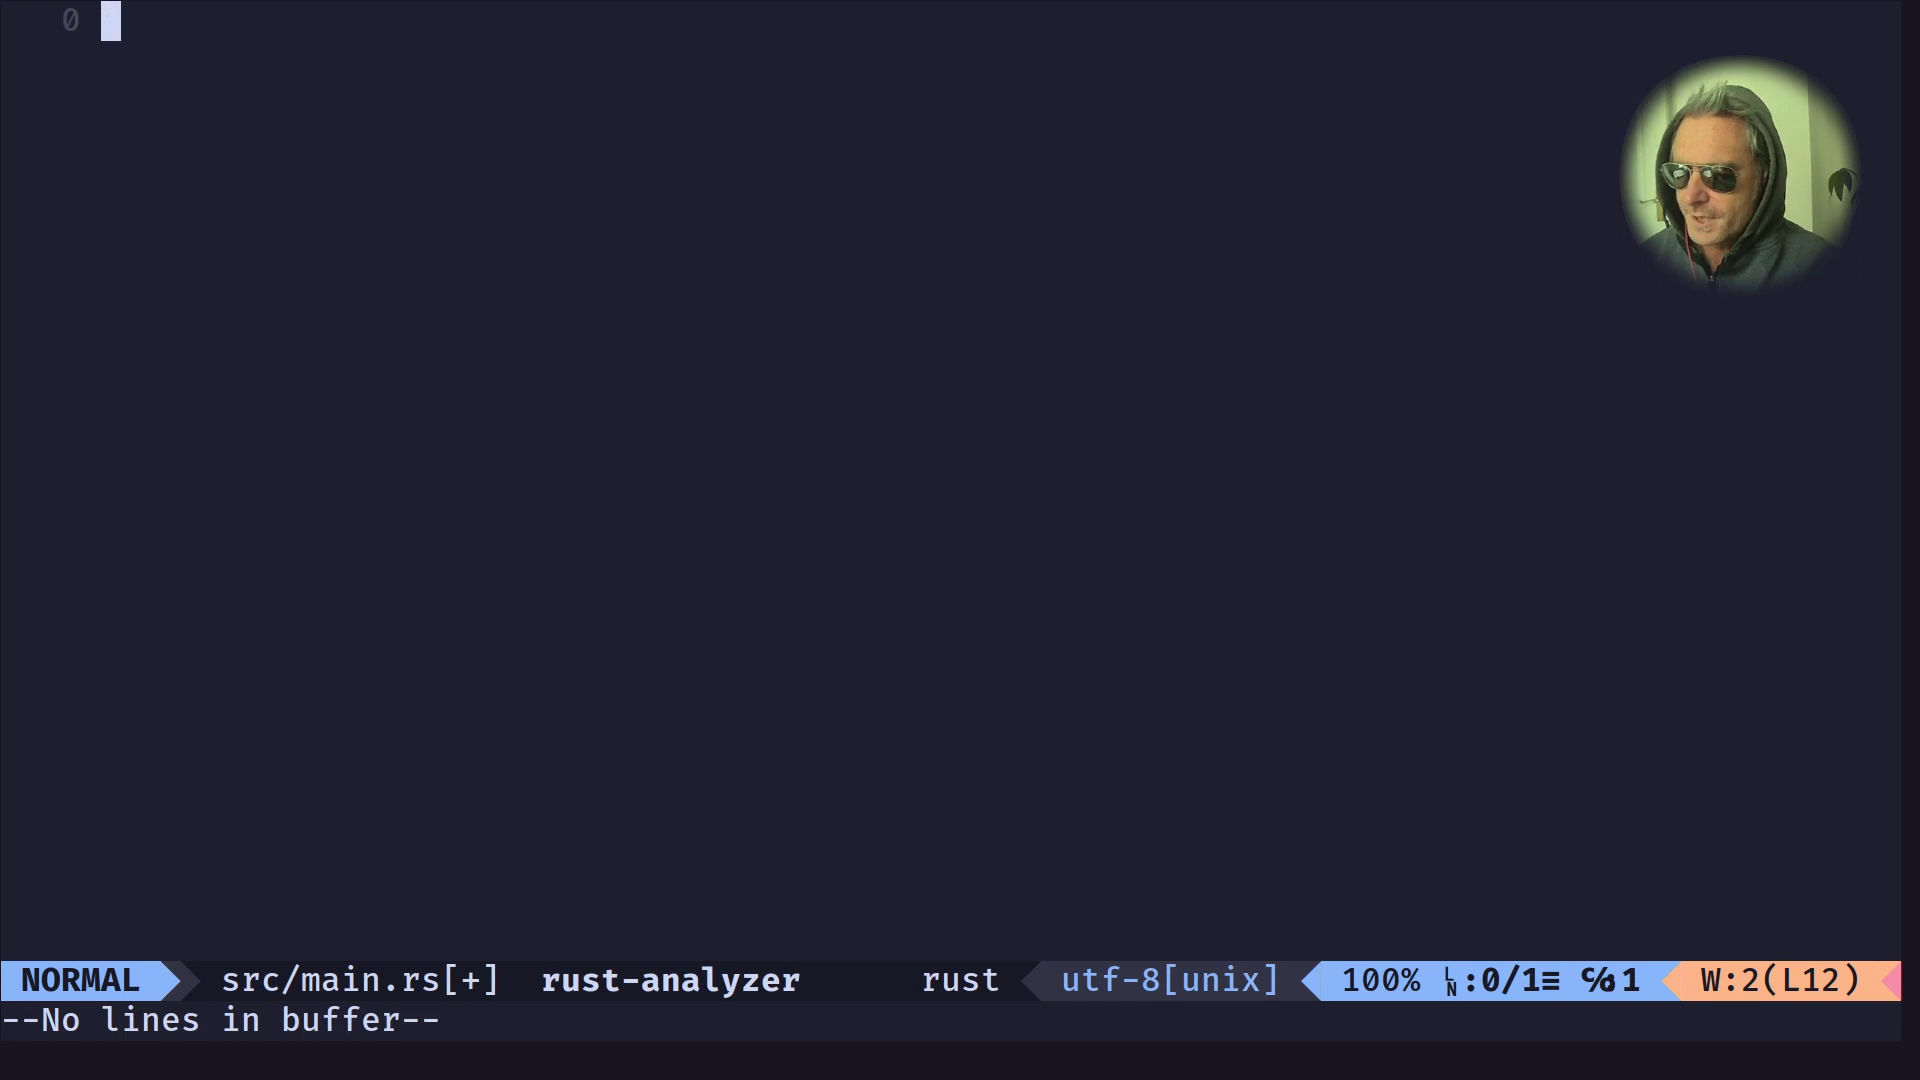 0
NORMAL src/main.rs[+] rust-analyzer rust utf-8[unix] 100% LN:0/1≡ ℅1 W:2(L12)
--No lines in buffer--